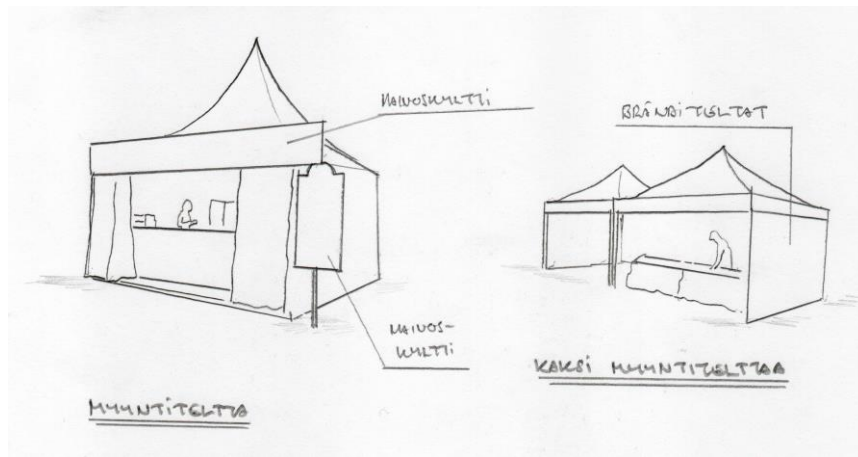 MAINOSKYLTTI
MAINOS-
KYLTTI
MYYNTITELTTA
BRÄNDITELTAT
KAKSI MYYNTITELTTAA